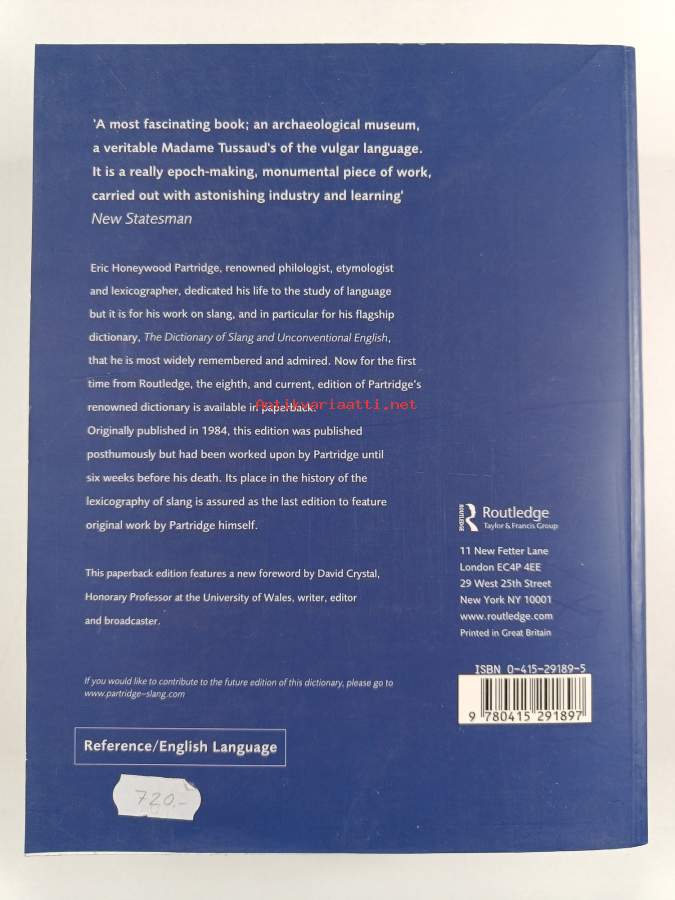 'A most fascinating book; an archaeological museum,
a veritable Madame Tussaud's of the vulgar language.
It is a really epoch-making, monumental piece of work,
carried out with astonishing industry and learning'
New Statesman
Eric Honeywood Partridge, renowned philologist, etymologist
and lexicographer, dedicated his life to the study of language
but it is for his work on slang, and in particular for his flagship
dictionary, The Dictionary of Slang and Unconventional English,
that he is most widely remembered and admired. Now for the first
time from Routledge, the eighth, and current, edition of Partridge's
renowned dictionary is available in paperback.
Antikvariaatti.net
Originally published in 1984, this edition was published
posthumously but had been worked upon by Partridge until
six weeks before his death. Its place in the history of the
lexicography of slang is assured as the last edition to feature
original work by Partridge himself.
This paperback edition features a new foreword by David Crystal,
Honorary Professor at the University of Wales, writer, editor
and broadcaster.
If you would like to contribute to the future edition of this dictionary, please go to
www.partridge-slang.com
Reference/English Language
720.-
ROUTLEDGE
Routledge
Taylor & Francis Group
11 New Fetter Lane
London EC4P 4EE
29 West 25th Street
New York NY 10001
www.routledge.com
Printed in Great Britain
ISBN 0-415-29189-5
9 780415 291897